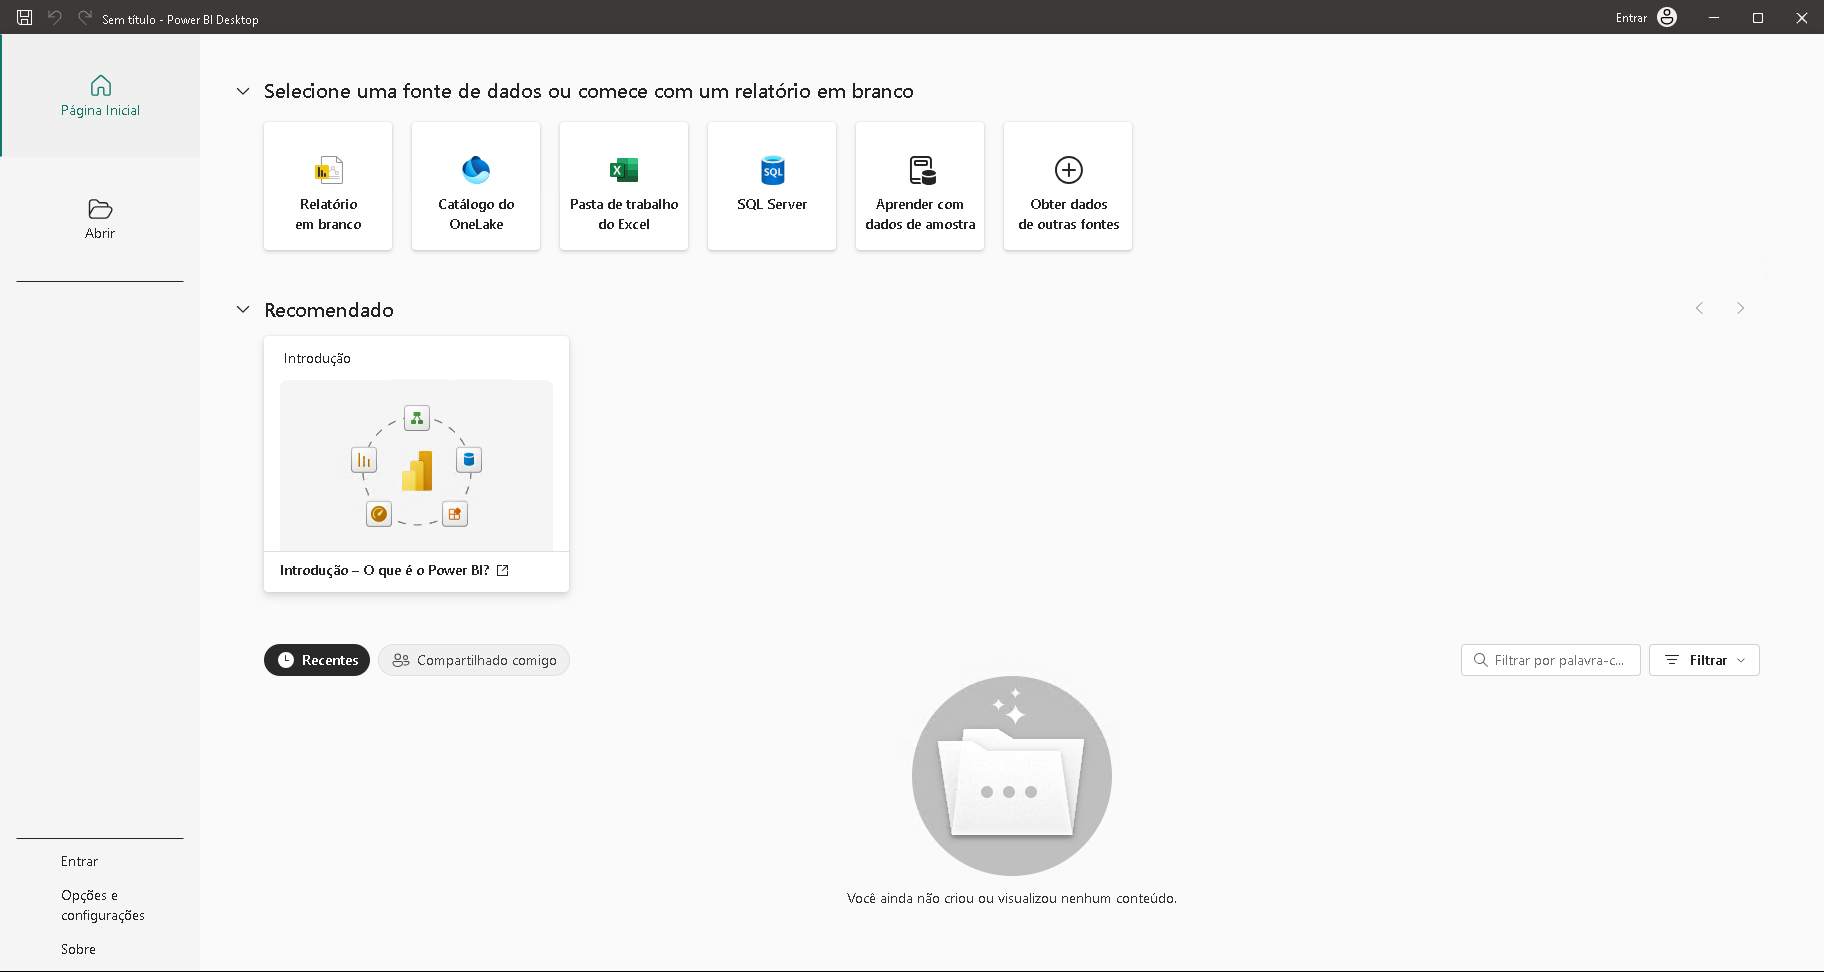 Sem título - Power BI Desktop
Entrar
Página Inicial
Abrir
Selecione uma fonte de dados ou comece com um relatório em branco
Relatório
em branco
Catálogo do
OneLake
Pasta de trabalho
do Excel
SQL
SQL Server
Aprender com
dados de amostra
Obter dados
de outras fontes
Recomendado
Introdução
Introdução – O que é o Power BI?
Recentes
Compartilhado comigo
Filtrar por palavra-c...
Filtrar
Você ainda não criou ou visualizou nenhum conteúdo.
Entrar
Opções e
configurações
Sobre